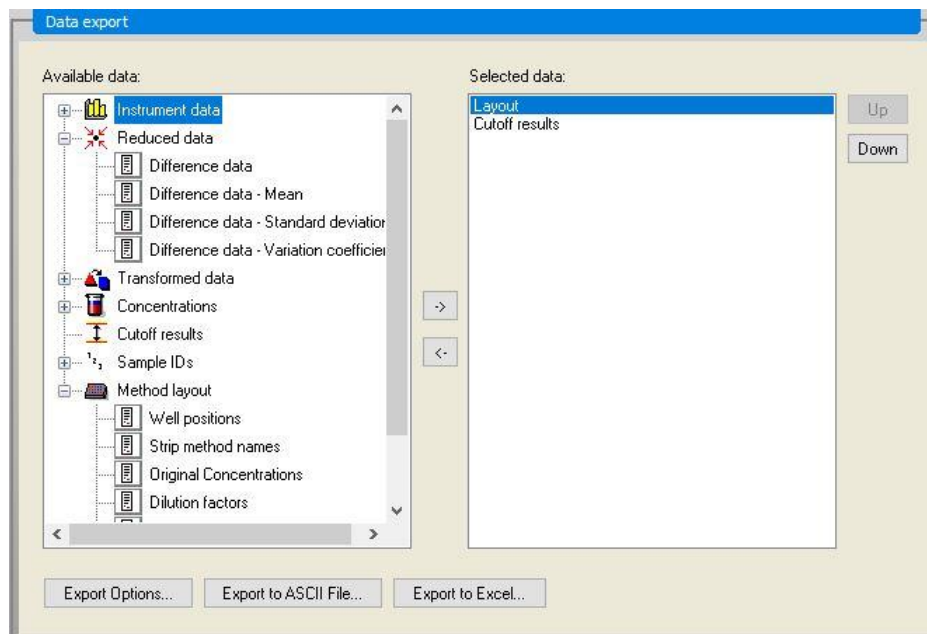 Data export
Available data:
Instrument data
Reduced data
Difference data
Difference data - Mean
Difference data - Standard deviation
Difference data - Variation coefficie
Transformed data
Concentrations
Cutoff results
Sample IDs
Method layout
Well positions
Strip method names
Original Concentrations
Dilution factors
->
<-
Selected data:
Layout
Cutoff results
Up
Down
Export Options...
Export to ASCII File...
Export to Excel...